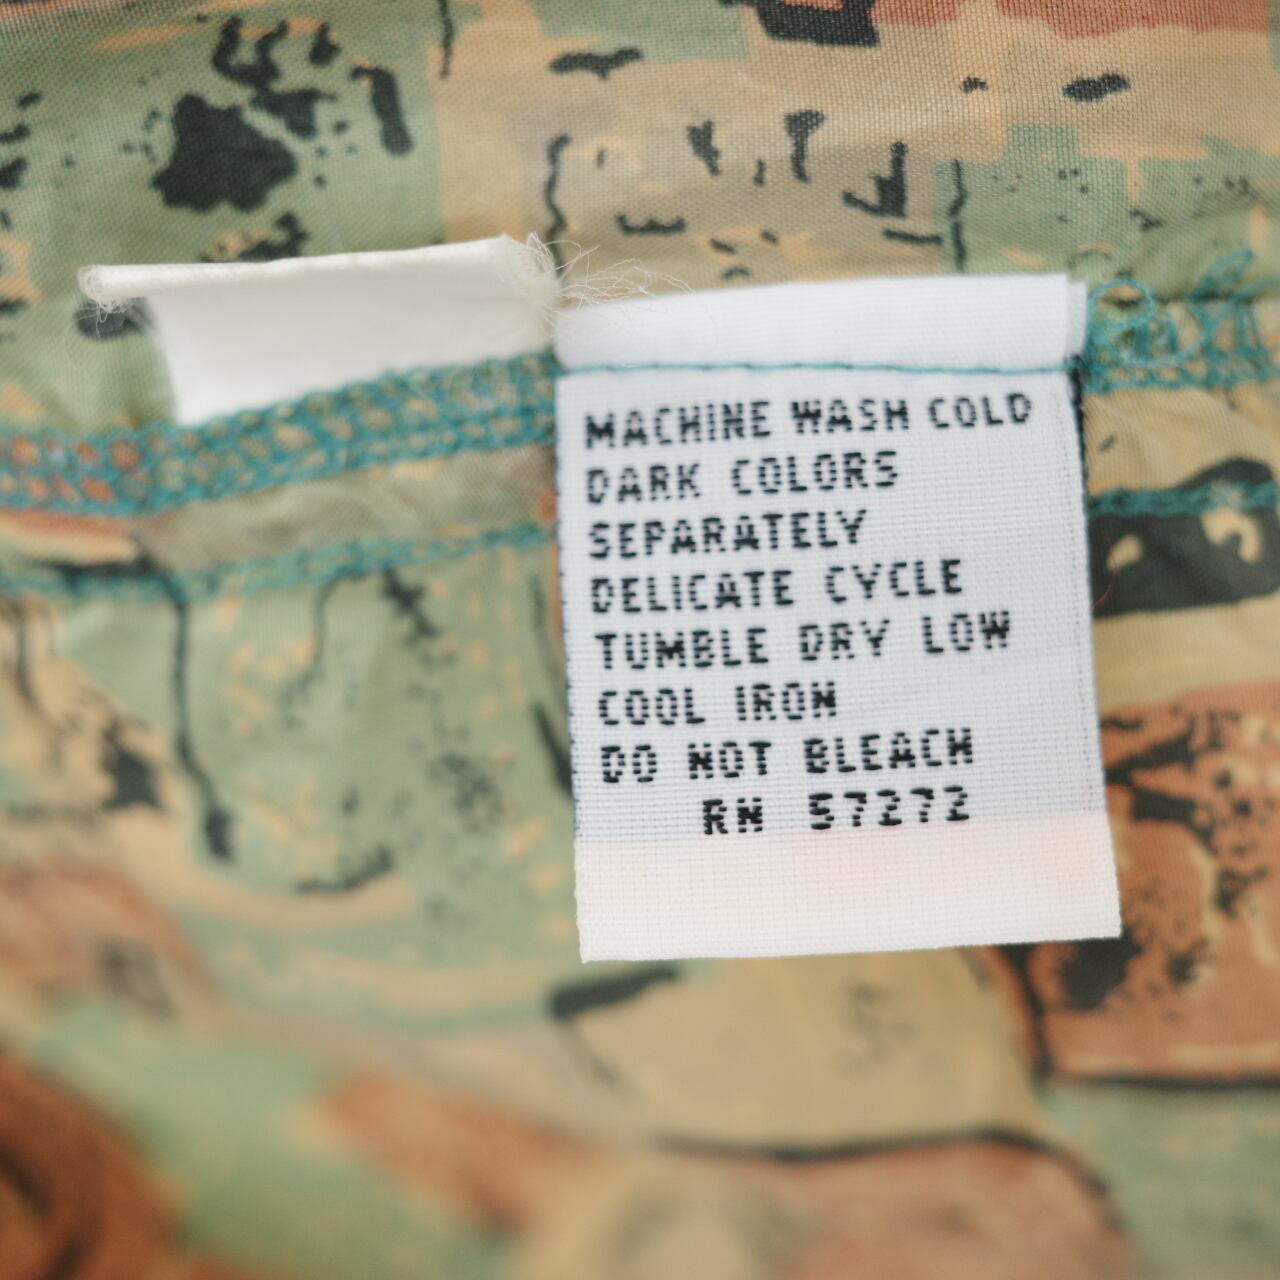 MACHINE WASH COLD
DARK COLORS
SEPARATELY
DELICATE CYCLE
TUMBLE DRY LOW
COOL IRON
DO NOT BLEACH
RN 57272